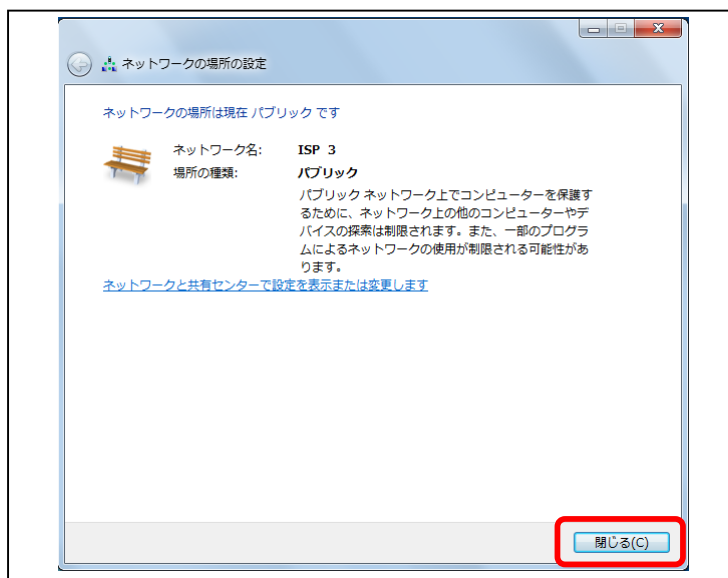 ネットワークの場所の設定
ネットワークの場所は現在 パブリック です
ネットワーク名: ISP 3
場所の種類: パブリック
パブリック ネットワーク上でコンピューターを保護す
るために、ネットワーク上の他のコンピューターやデ
バイスの探索は制限されます。また、一部のプログラ
ムによるネットワークの使用が制限される可能性があ
ります。
ネットワークと共有センターで設定を表示または変更します
閉じる(C)